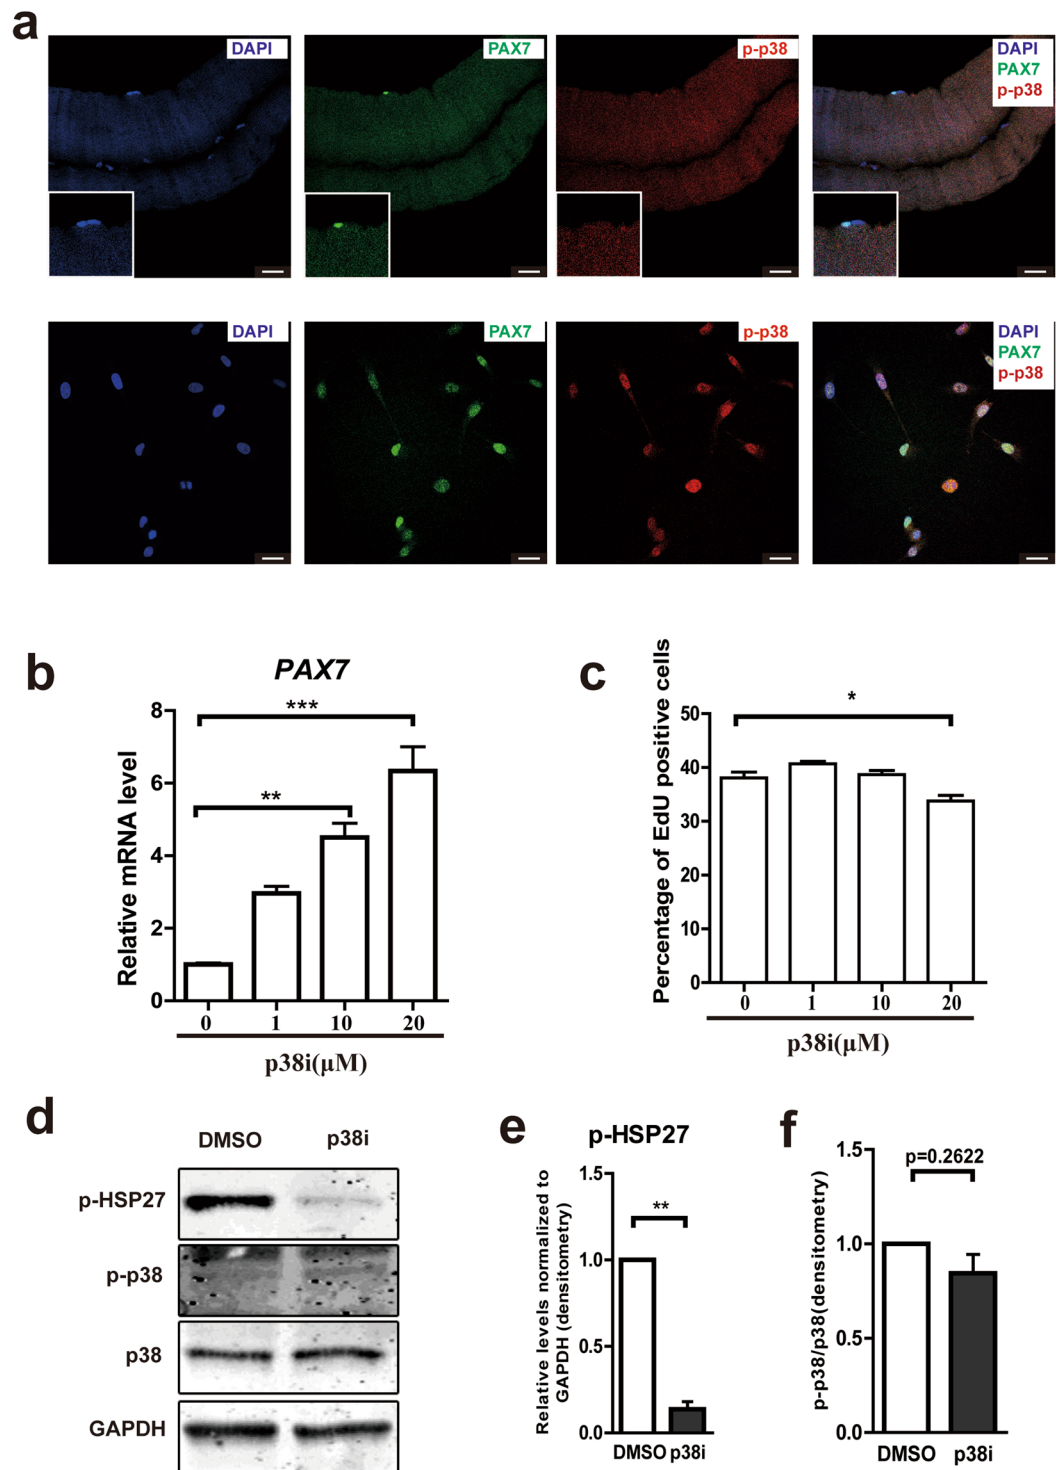 a
DAPI
PAX7
p-p38
DAPI
PAX7
p-p38
DAPI
PAX7
p-p38
DAPI
PAX7
p-p38
b
PAX7
Relative mRNA level
8
6
4
2
0
***
**
0 1 10 20
p38i(μM)
c
Percentage of EdU positive cells
50
40
30
20
10
0
*
0 1 10 20
p38i(μM)
d
DMSO p38i
p-HSP27
p-p38
p38
GAPDH
e
p-HSP27
Relative levels normalized to
GAPDH (densitometry)
1.5
1.0
0.5
0.0
**
DMSO p38i
f
p-p38/p38(densitometry)
1.5
1.0
0.5
0.0
p=0.2622
DMSO p38i